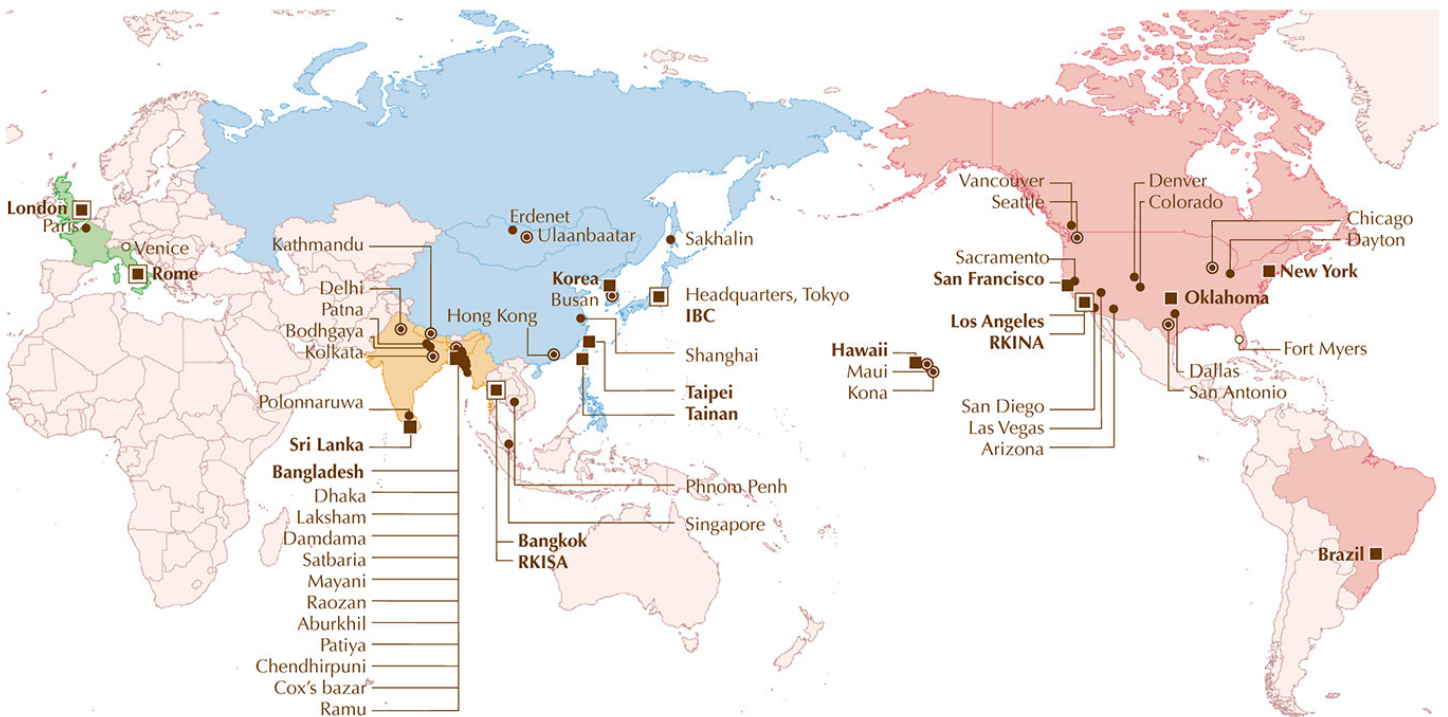 London
Paris
Venice
Rome
Kathmandu
Delhi
Patna
Bodhgaya
Kolkata
Polonnaruwa
Sri Lanka
Bangladesh
Dhaka
Laksham
Damdama
Satbaria
Mayani
Raozan
Aburkhil
Patiya
Chendhirpuni
Cox's bazar
Ramu
Erdenet
Ulaanbaatar
Sakhalin
Korea
Busan
Headquarters, Tokyo
IBC
Hong Kong
Shanghai
Taipei
Tainan
Phnom Penh
Singapore
Bangkok
RKISA
Hawaii
Maui
Kona
Vancouver
Seattle
Denver
Colorado
Chicago
Dayton
Sacramento
San Francisco
New York
Oklahoma
Los Angeles
RKINA
Fort Myers
Dallas
San Antonio
San Diego
Las Vegas
Arizona
Brazil